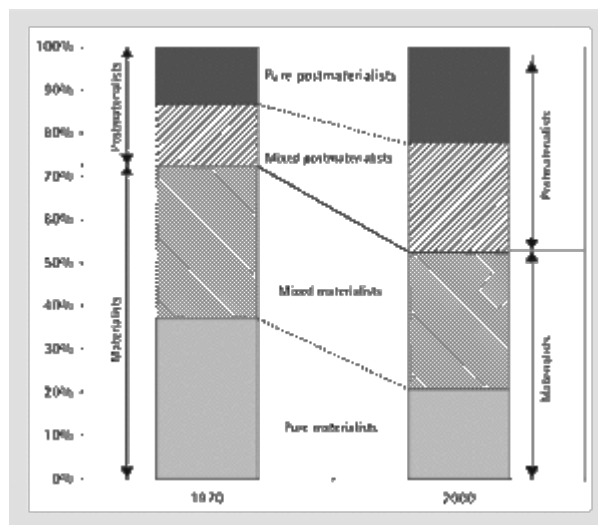 100%
90%
80%
70%
60%
50%
40%
30%
20%
10%
0%
Postmaterialists
Materialists
Pure postmaterialists
Mixed postmaterialists
Mixed materialists
Pure materialists
Postmaterialists
Materialists
1970
2000